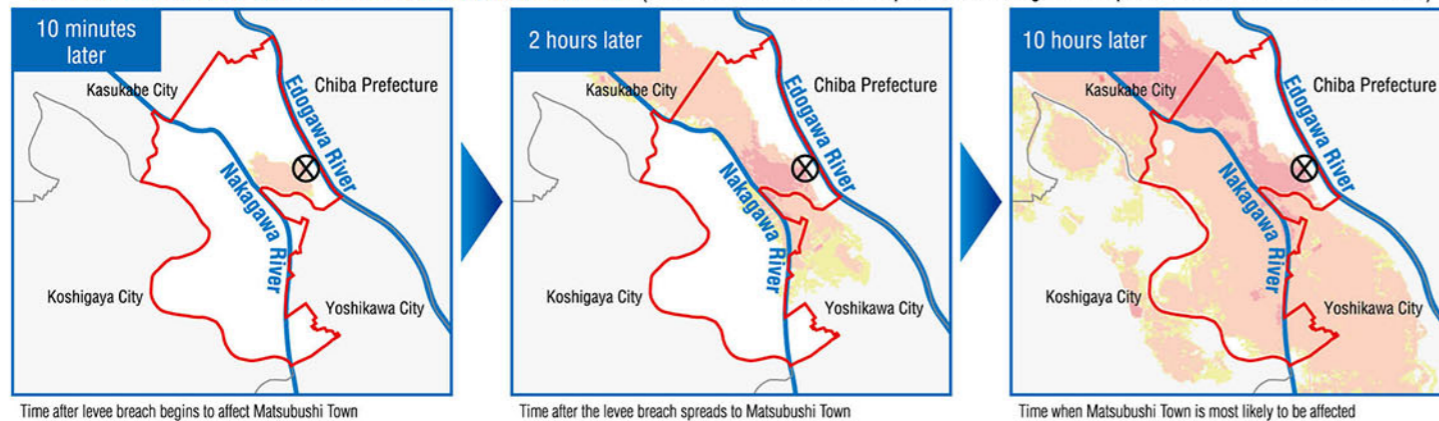 10 minutes
later
Kasukabe City
Chiba Prefecture
Edogawa River
Nakagawa River
Koshigaya City
Yoshikawa City
Time after levee breach begins to affect Matsubushi Town
2 hours later
Kasukabe City
Chiba Prefecture
Edogawa River
Nakagawa River
Koshigaya City
Yoshikawa City
Time after the levee breach spreads to Matsubushi Town
10 hours later
Kasukabe City
Chiba Prefecture
Edogawa River
Nakagawa River
Koshigaya City
Yoshikawa City
Time when Matsubushi Town is most likely to be affected